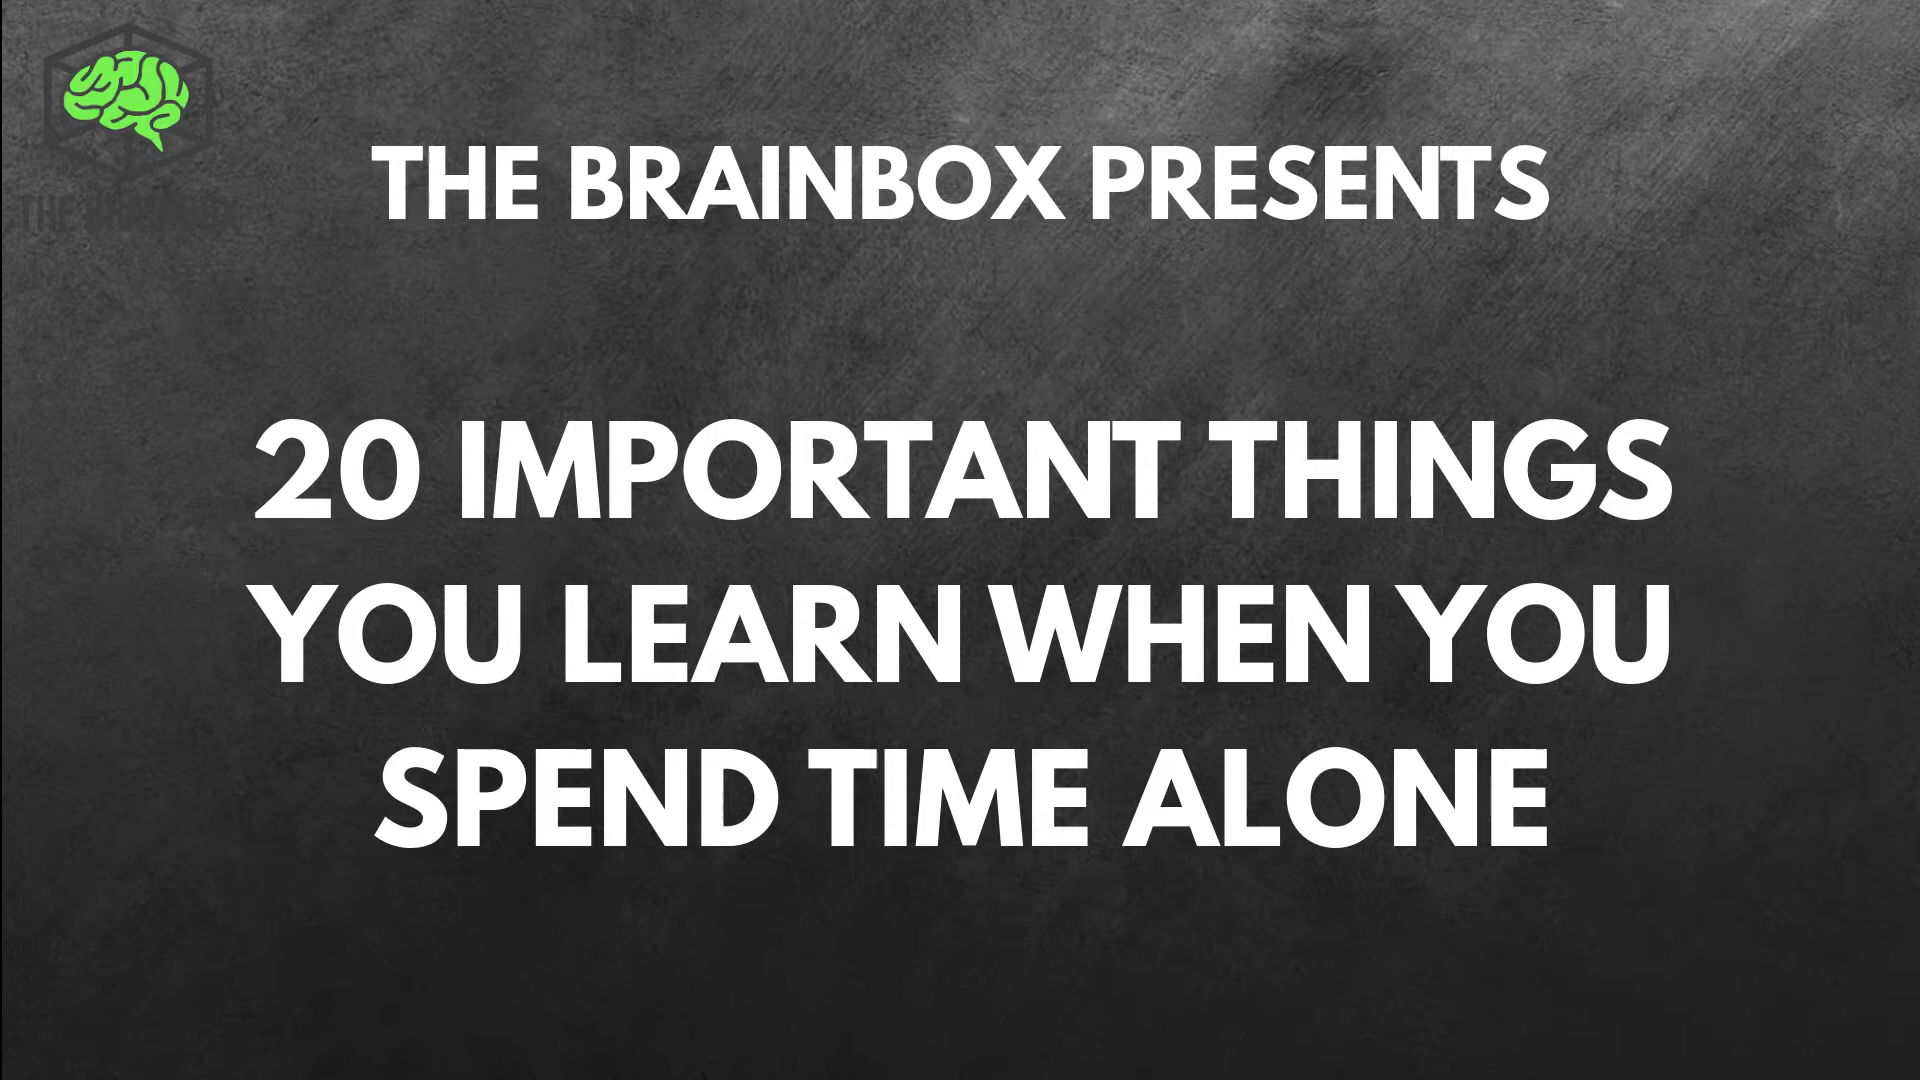 THE BRAINBOX PRESENTS
20 IMPORTANT THINGS
YOU LEARN WHEN YOU
SPEND TIME ALONE